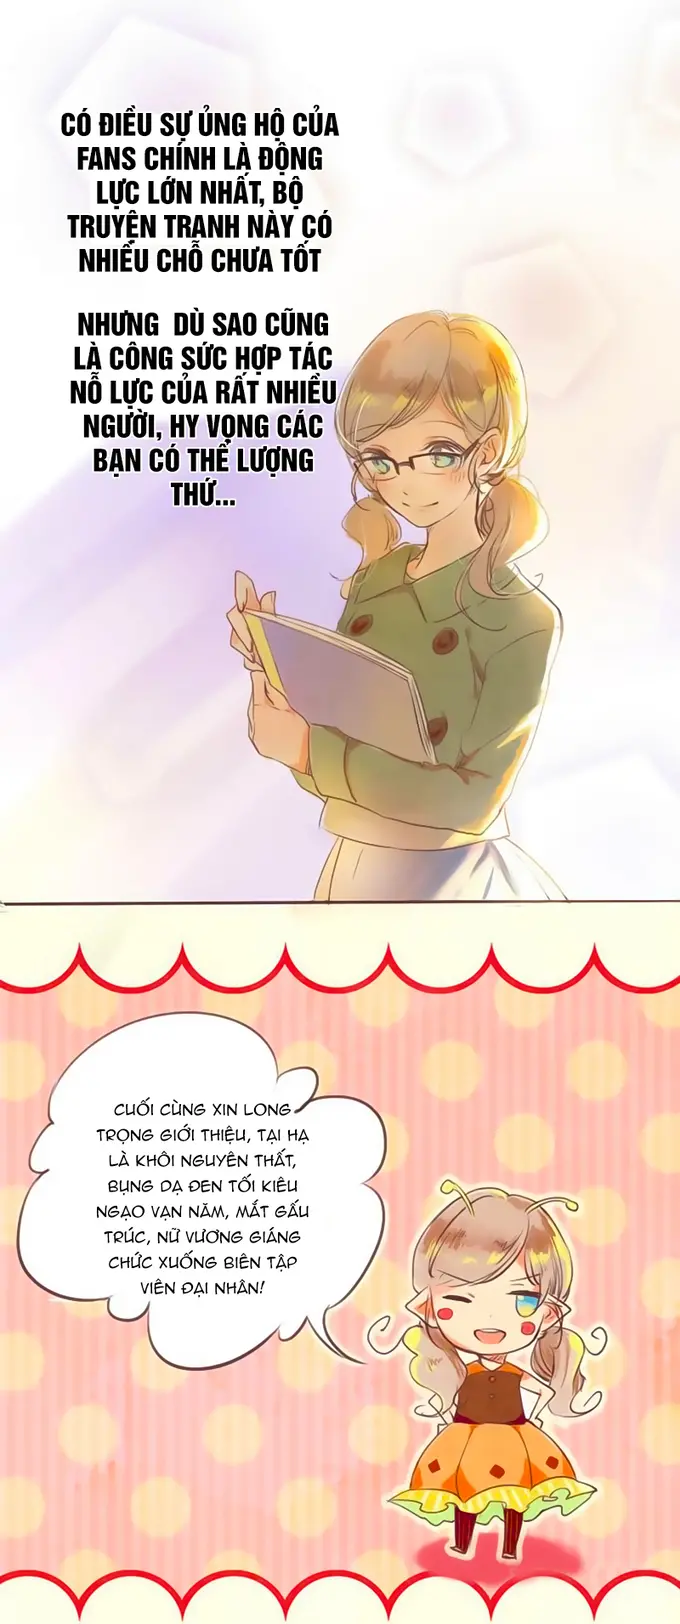 CÓ ĐIỀU SỰ ỦNG HỘ CỦA
FANS CHÍNH LÀ ĐỘNG
LỰC LỚN NHẤT, BỘ
TRUYỆN TRANH NÀY CÓ
NHIỀU CHỖ CHƯA TỐT
NHƯNG DÙ SAO CŨNG
LÀ CÔNG SỨC HỢP TÁC
NỖ LỰC CỦA RẤT NHIỀU
NGƯỜI, HY VỌNG CÁC
BẠN CÓ THỂ LƯỢNG
THỨ...
CUỐI CÙNG XIN LONG
TRỌNG GIỚI THIỆU, TẠI HẠ
LÀ KHÔI NGUYÊN THẤT,
BỤNG DẠ ĐEN TỐI KIÊU
NGẠO VẠN NĂM, MẮT GẤU
TRÚC, NỮ VƯƠNG GIÁNG
CHỨC XUỐNG BIÊN TẬP
VIÊN ĐẠI NHÂN!